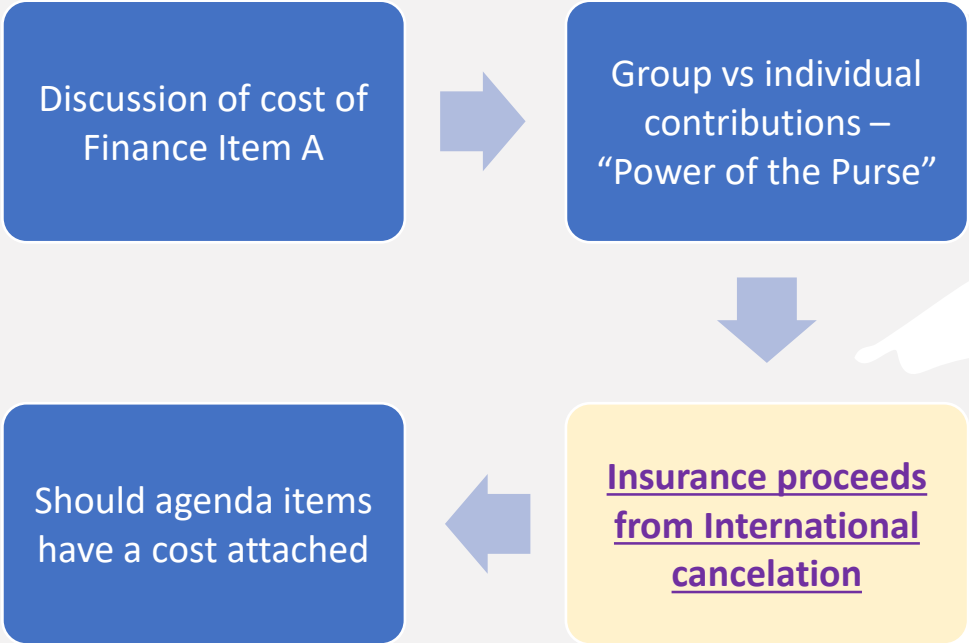 Discussion of cost of
Finance Item A
Group vs individual
contributions –
“Power of the Purse”
Insurance proceeds
from International
cancelation
Should agenda items
have a cost attached